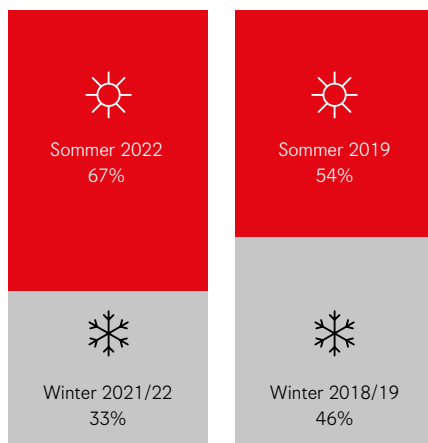 Sommer 2022
67%
Winter 2021/22
33%
Sommer 2019
54%
Winter 2018/19
46%